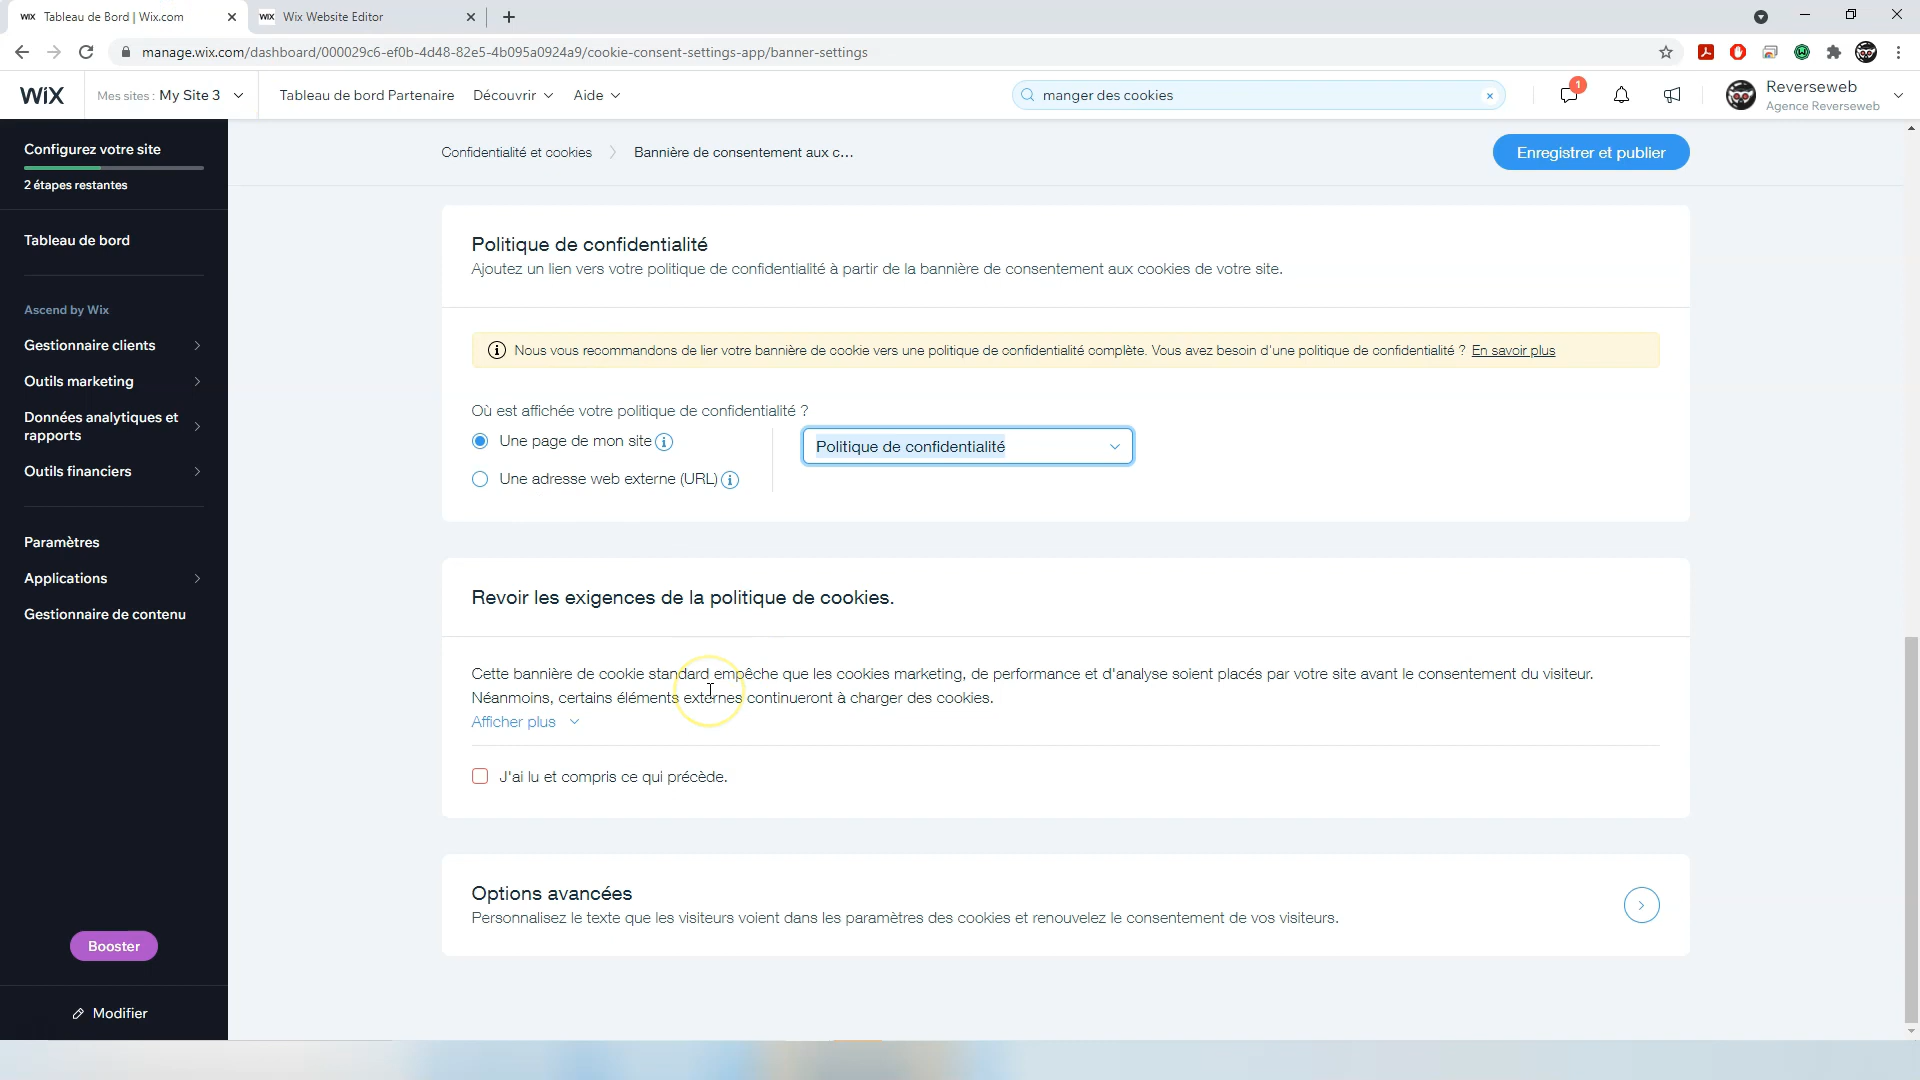 WiX Tableau de Bord | Wix.com
WiX Wix Website Editor
manage.wix.com/dashboard/000029c6-ef0b-4d48-82e5-4b095a0924a9/cookie-consent-settings-app/banner-settings
WiX
Mes sites : My Site 3
Tableau de bord Partenaire
Découvrir
Aide
manger des cookies
1
Reverseweb
Agence Reverseweb
Configurez votre site
2 étapes restantes
Tableau de bord
Ascend by Wix
Gestionnaire clients
Outils marketing
Données analytiques et
rapports
Outils financiers
Paramètres
Applications
Gestionnaire de contenu
Booster
Modifier
Confidentialité et cookies
Bannière de consentement aux c...
Enregistrer et publier
Politique de confidentialité
Ajoutez un lien vers votre politique de confidentialité à partir de la bannière de consentement aux cookies de votre site.
Nous vous recommandons de lier votre bannière de cookie vers une politique de confidentialité complète. Vous avez besoin d'une politique de confidentialité ? En savoir plus
Où est affichée votre politique de confidentialité ?
Une page de mon site
Politique de confidentialité
Une adresse web externe (URL)
Revoir les exigences de la politique de cookies.
Cette bannière de cookie standard empêche que les cookies marketing, de performance et d'analyse soient placés par votre site avant le consentement du visiteur.
Néanmoins, certains éléments externes continueront à charger des cookies.
Afficher plus
J'ai lu et compris ce qui précède.
Options avancées
Personnalisez le texte que les visiteurs voient dans les paramètres des cookies et renouvelez le consentement de vos visiteurs.